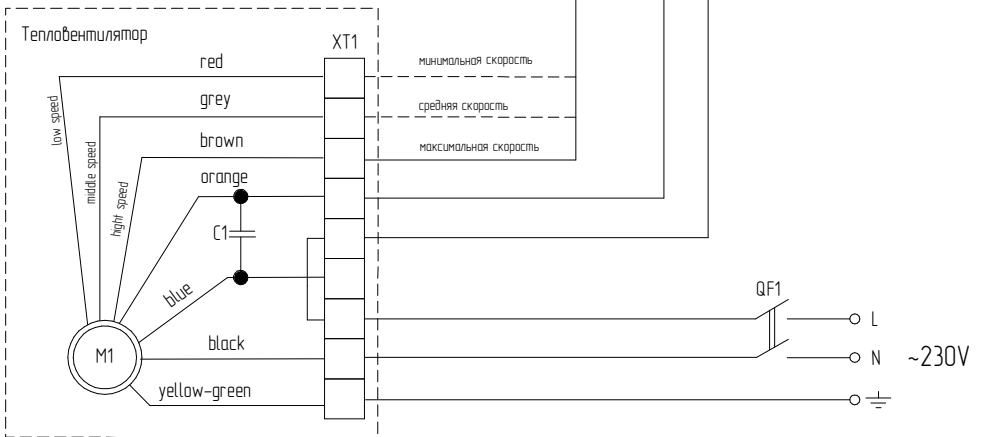 Тепловентилятор
XT1
red
минимальная скорость
low speed
grey
средняя скорость
middle speed
brown
максимальная скорость
hight speed
orange
C1
blue
QF1
L
black
M1
N ~230V
yellow-green